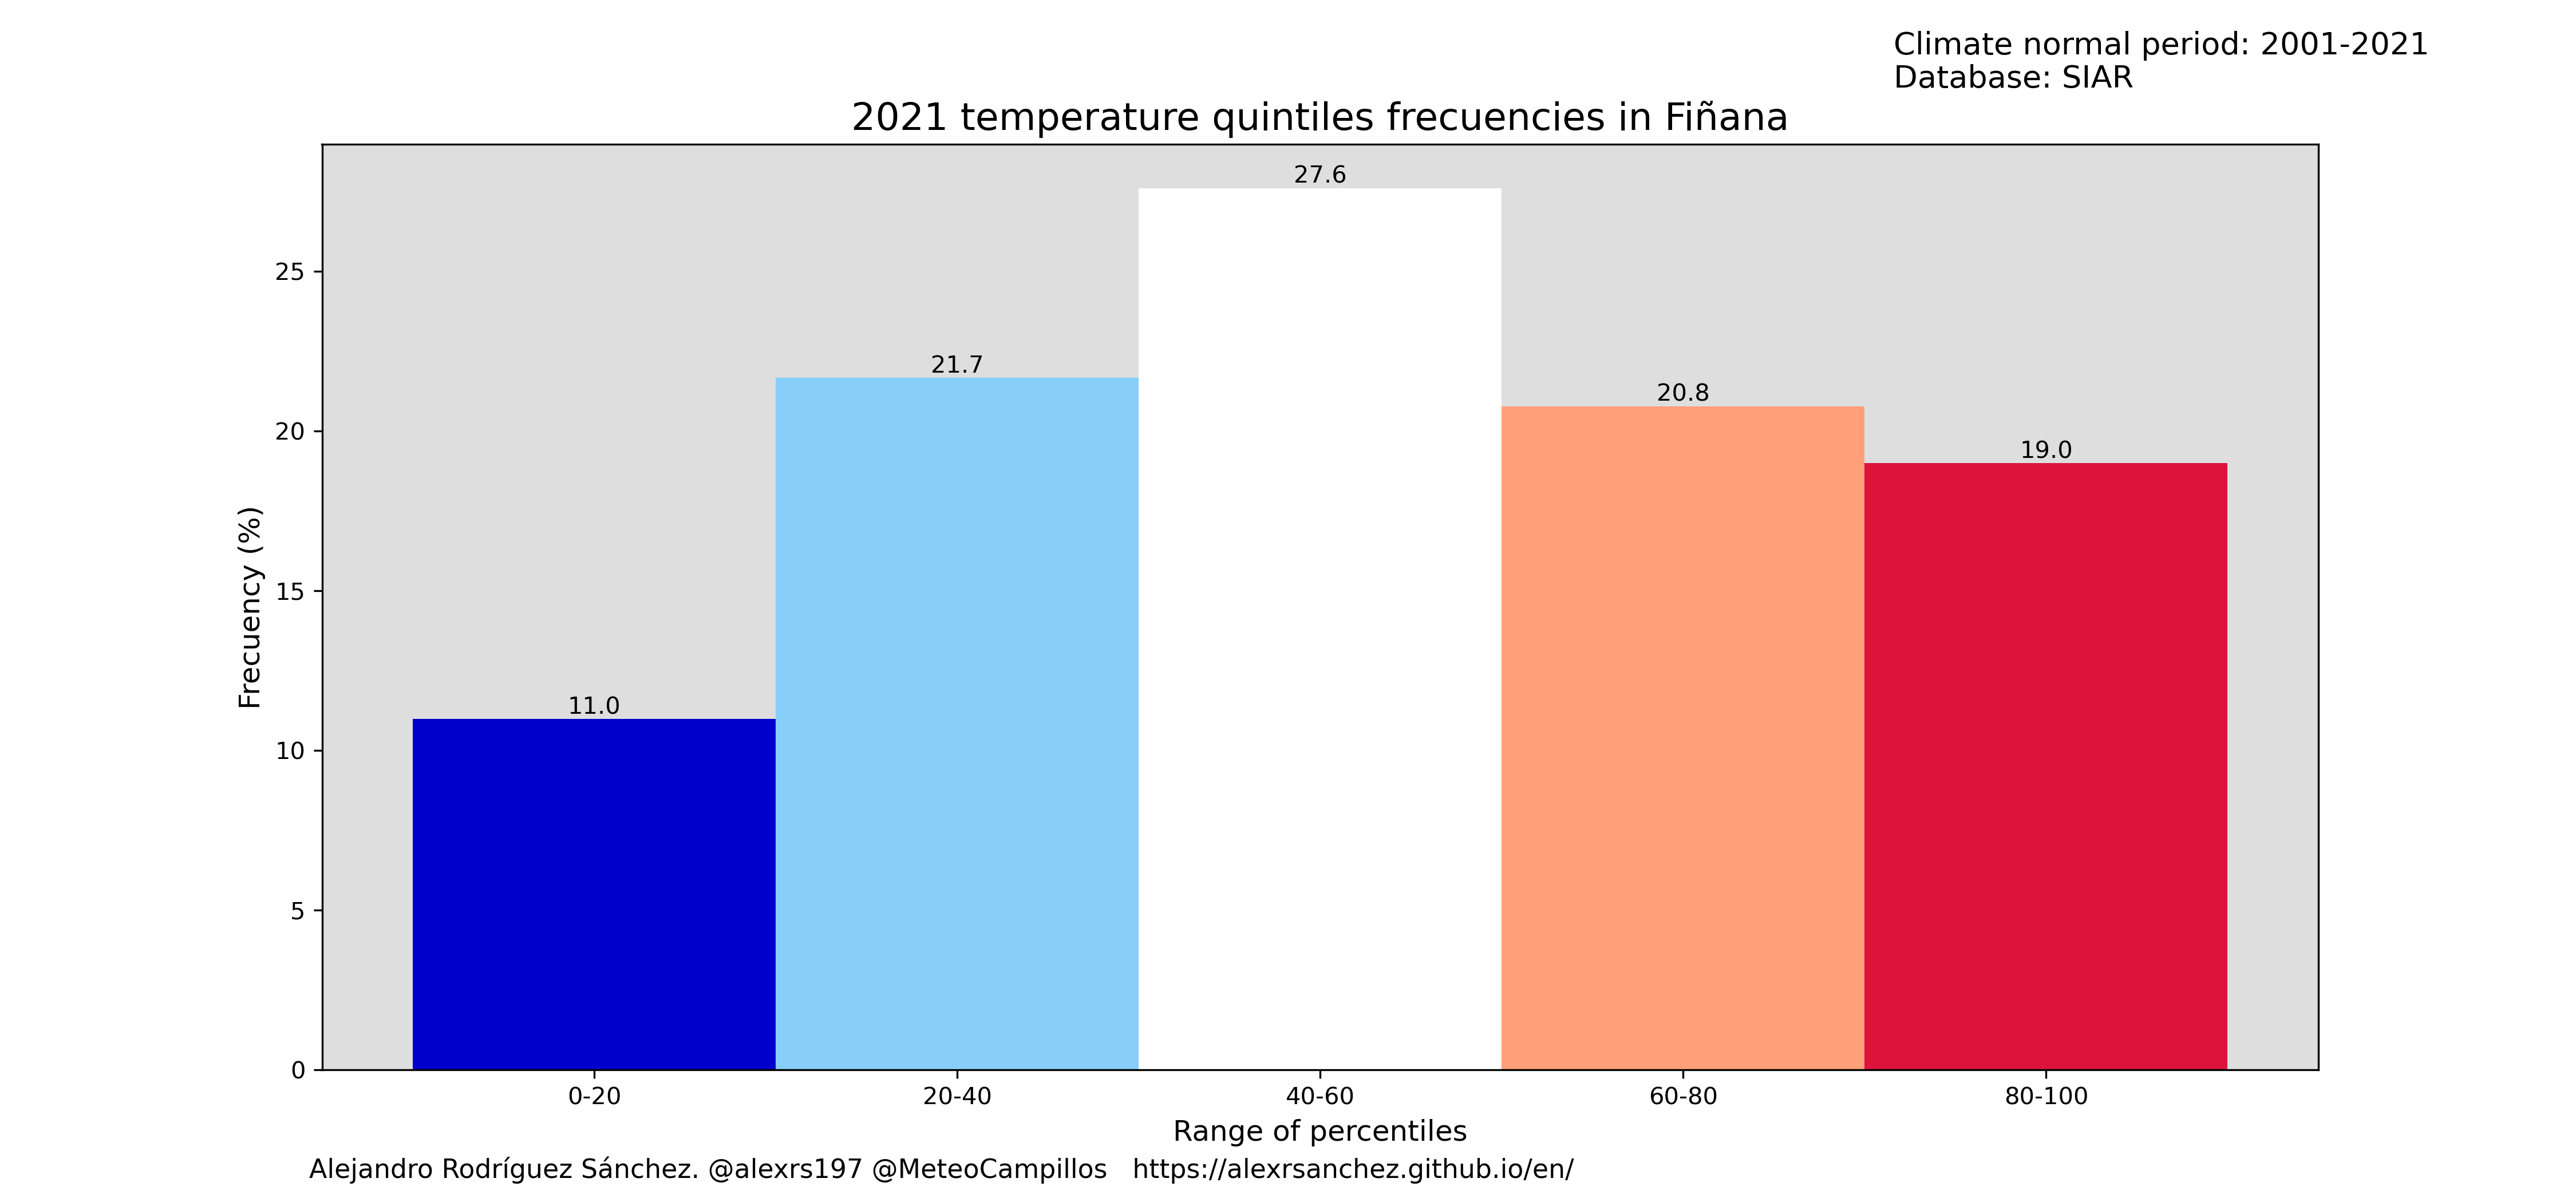 Climate normal period: 2001-2021
Database: SIAR
2021 temperature quintiles frecuencies in Fiñana
27.6
25
21.7
20.8
20
19.0
Frecuency (%)
15
11.0
10
5
0
0-20 20-40 40-60 60-80 80-100
Range of percentiles
Alejandro Rodríguez Sánchez. @alexrs197 @MeteoCampillos https://alexrsanchez.github.io/en/